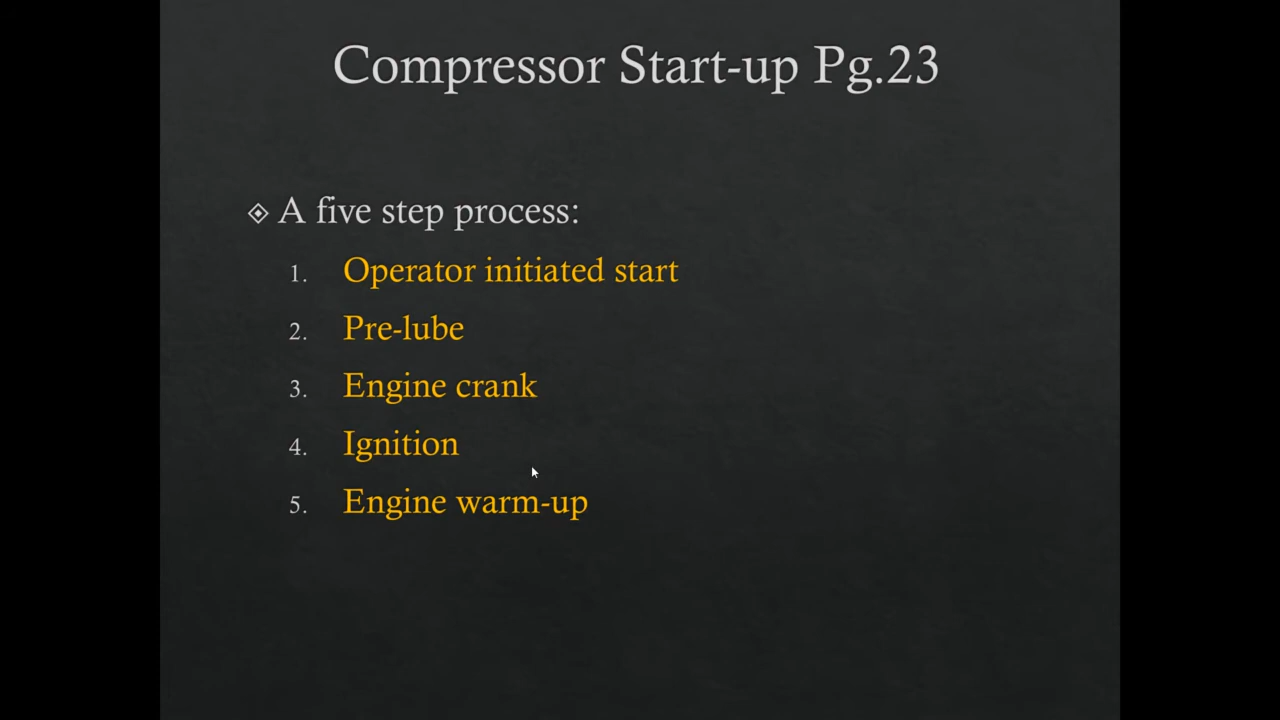 Compressor Start-up Pg.23
A five step process:
1. Operator initiated start
2. Pre-lube
3. Engine crank
4. Ignition
5. Engine warm-up